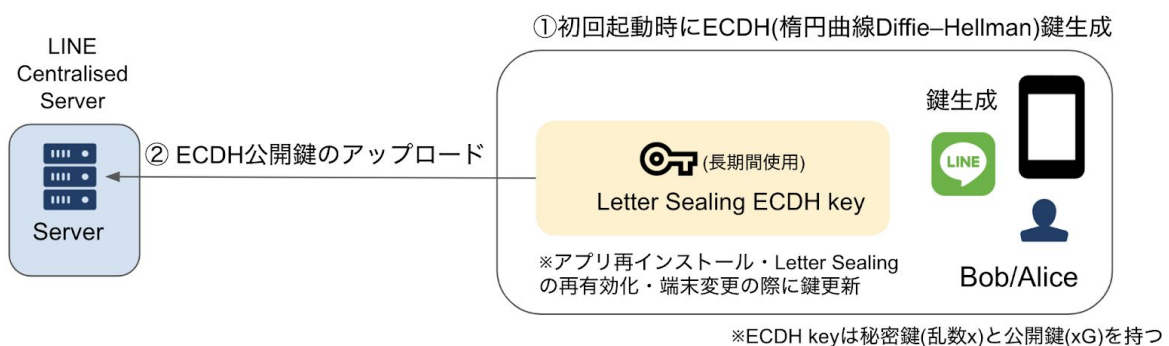 ①初回起動時にECDH(楕円曲線Diffie–Hellman)鍵生成
LINE
Centralised
Server
鍵生成
② ECDH公開鍵のアップロード
(長期間使用)
LINE
Letter Sealing ECDH key
Server
※アプリ再インストール・Letter Sealing
の再有効化・端末変更の際に鍵更新
Bob/Alice
※ECDH keyは秘密鍵(乱数x)と公開鍵(xG)を持つ